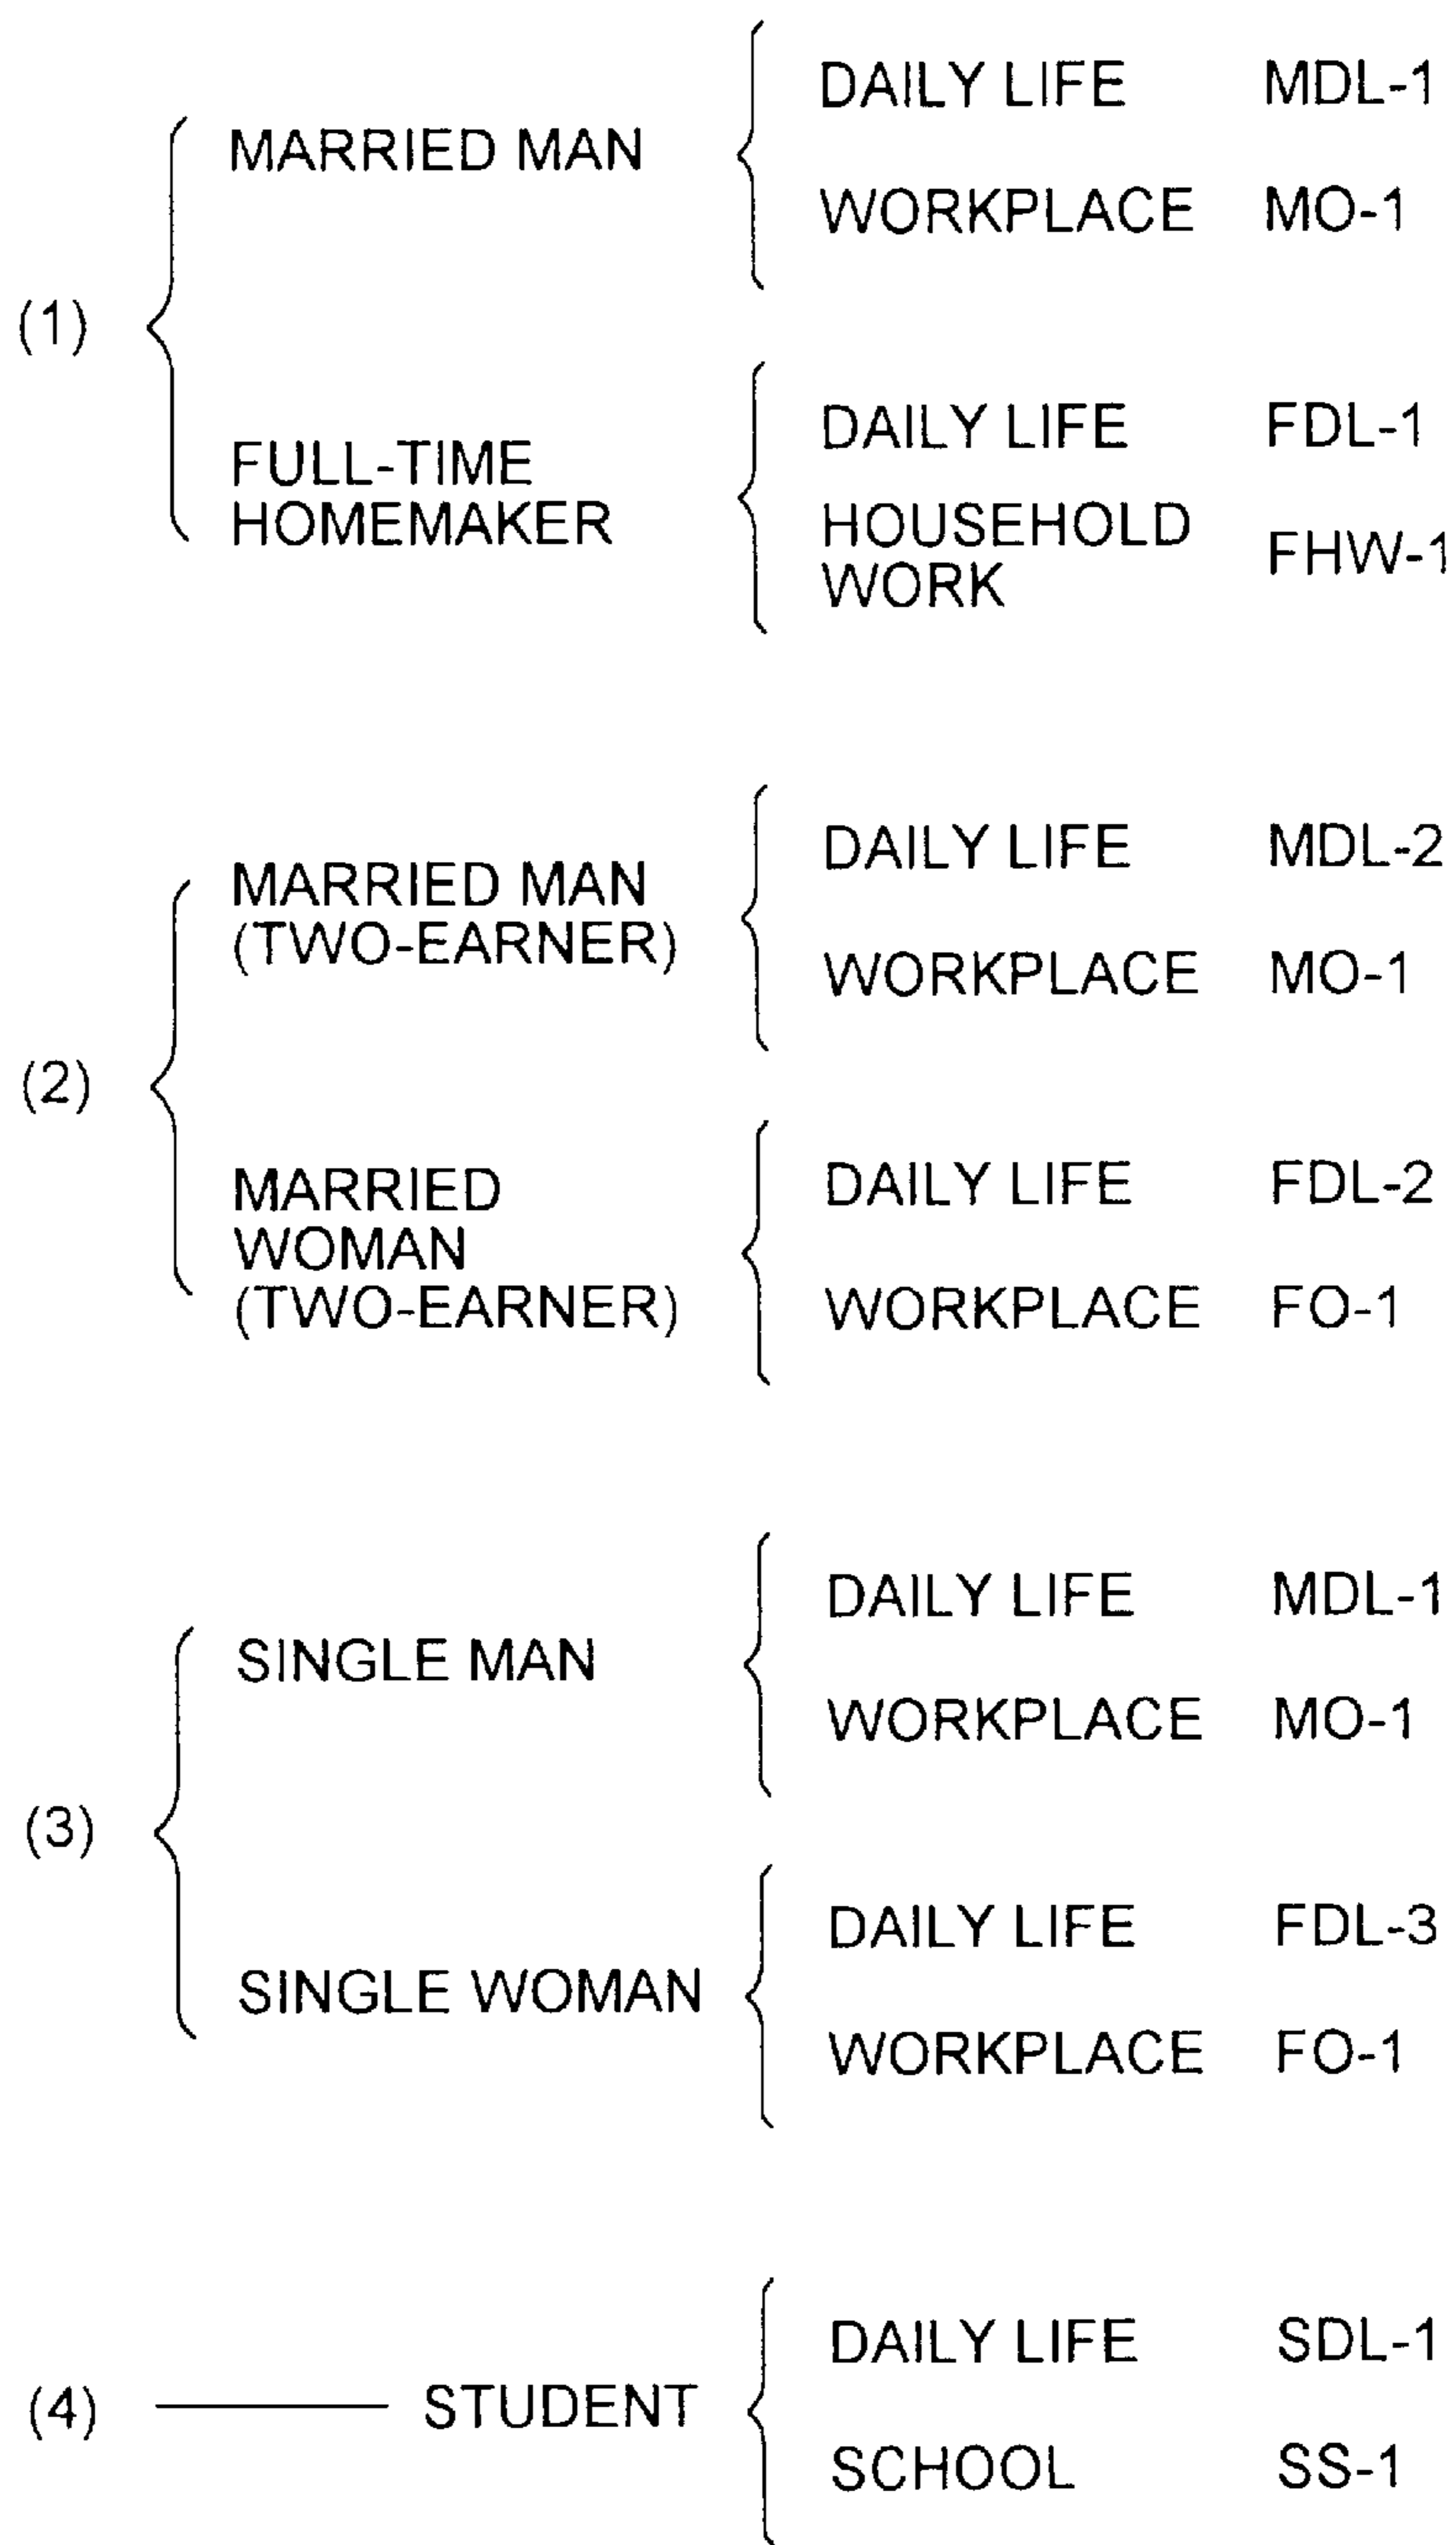 (1)
MARRIED MAN
DAILY LIFE MDL-1
WORKPLACE MO-1
FULL-TIME
HOMEMAKER
DAILY LIFE FDL-1
HOUSEHOLD
WORK
FHW-1
(2)
MARRIED MAN
(TWO-EARNER)
DAILY LIFE MDL-2
WORKPLACE MO-1
MARRIED
WOMAN
(TWO-EARNER)
DAILY LIFE FDL-2
WORKPLACE FO-1
(3)
SINGLE MAN
DAILY LIFE MDL-1
WORKPLACE MO-1
SINGLE WOMAN
DAILY LIFE FDL-3
WORKPLACE FO-1
(4)
STUDENT
DAILY LIFE SDL-1
SCHOOL SS-1